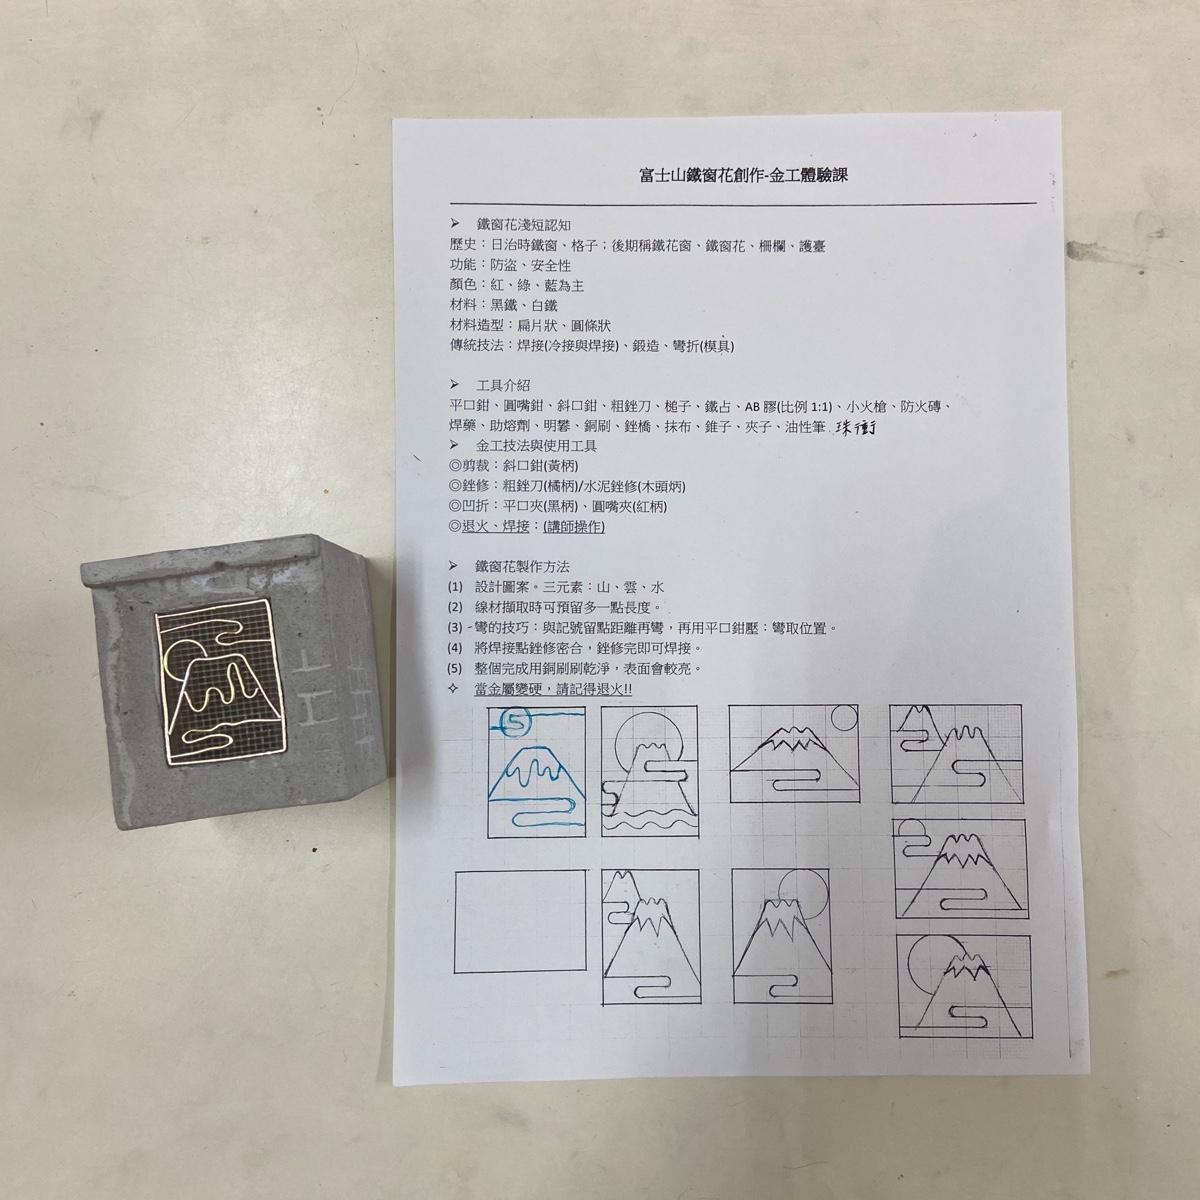 富士山鐵窗花創作-金工體驗課
➢ 鐵窗花淺短認知
歷史：日治時鐵窗、格子；後期稱鐵花窗、鐵窗花、柵欄、護臺
功能：防盜、安全性
顏色：紅、綠、藍為主
材料：黑鐵、白鐵
材料造型：扁片狀、圓條狀
傳統技法：焊接(冷接與焊接)、鍛造、彎折(模具)
➢ 工具介紹
平口鉗、圓嘴鉗、斜口鉗、粗銼刀、槌子、鐵占、AB 膠(比例 1:1)、小火槍、防火磚、
焊藥、助熔劑、明礬、銅刷、銼橋、抹布、錐子、夾子、油性筆、珠衝
➢ 金工技法與使用工具
◎剪裁：斜口鉗(黃柄)
◎銼修：粗銼刀(橘柄)/水泥銼修(木頭炳)
◎凹折：平口夾(黑柄)、圓嘴夾(紅柄)
◎退火、焊接：(講師操作)
➢ 鐵窗花製作方法
(1) 設計圖案。三元素：山、雲、水
(2) 線材擷取時可預留多一點長度。
(3) 彎的技巧：與記號留點距離再彎，再用平口鉗壓；彎取位置。
(4) 將焊接點銼修密合，銼修完即可焊接。
(5) 整個完成用銅刷刷乾淨，表面會較亮。
✧ 當金屬變硬，請記得退火!!
5